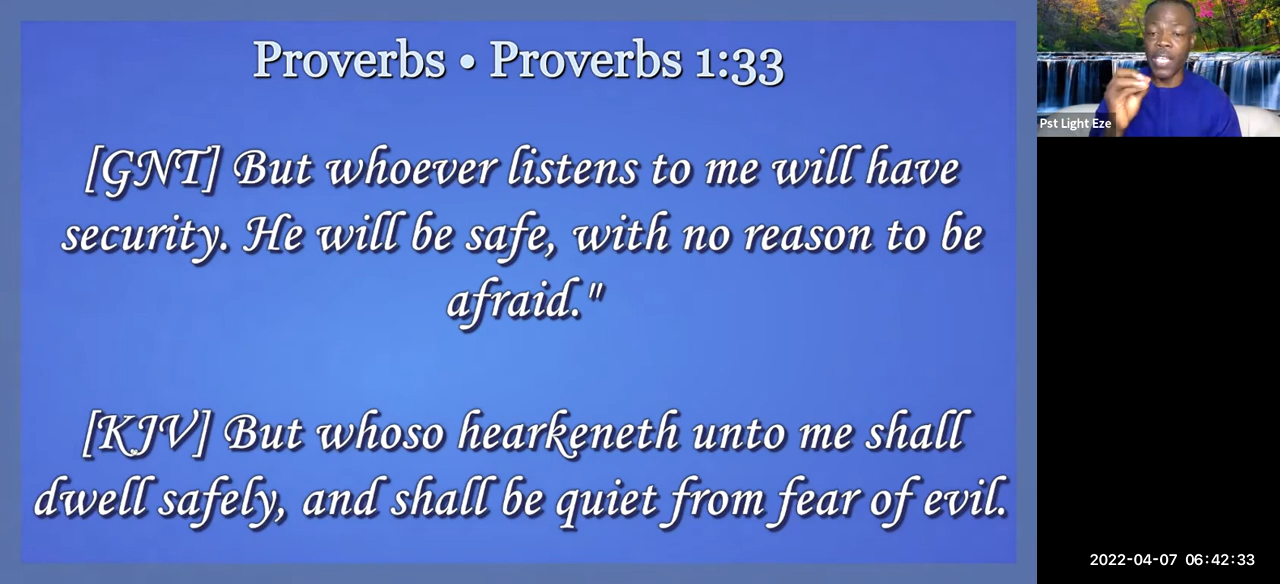 Proverbs • Proverbs 1:33
[GNT] But whoever listens to me will have
security. He will be safe, with no reason to be
afraid."
[KJV] But whoso hearkeneth unto me shall
dwell safely, and shall be quiet from fear of evil.
Pst Light Eze
2022-04-07 06:42:33